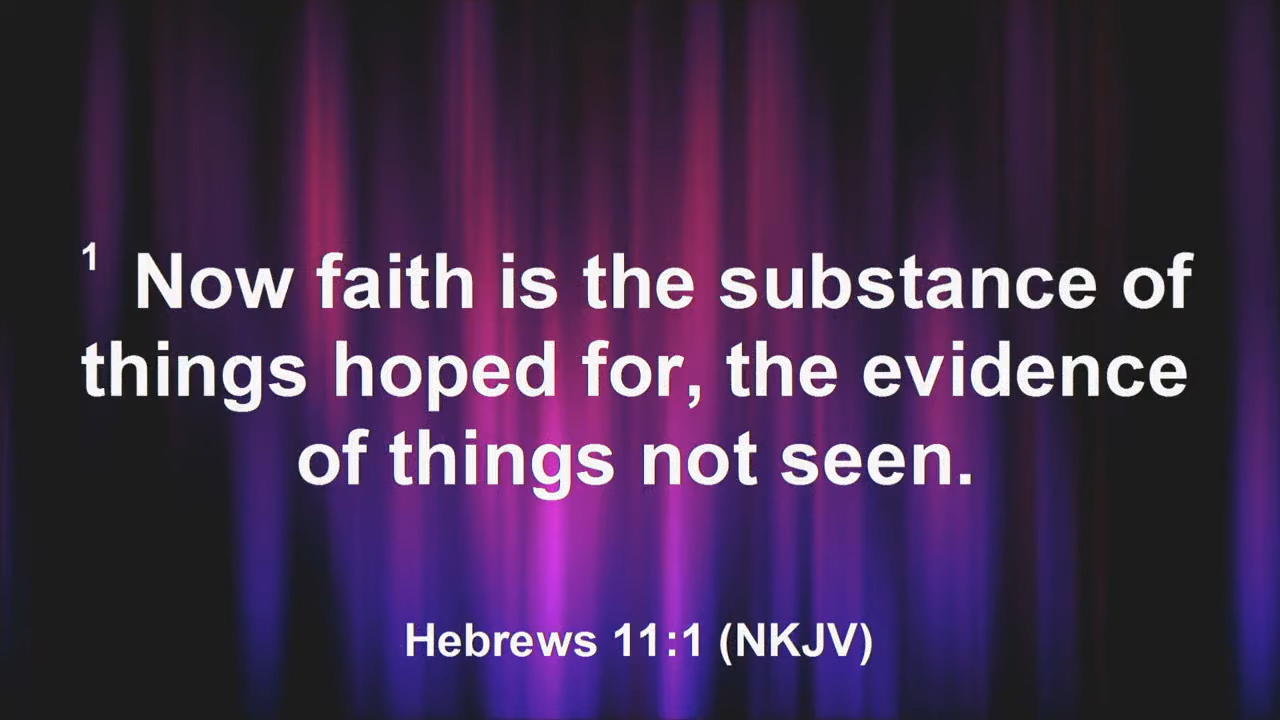 1 Now faith is the substance of
things hoped for, the evidence
of things not seen.
Hebrews 11:1 (NKJV)